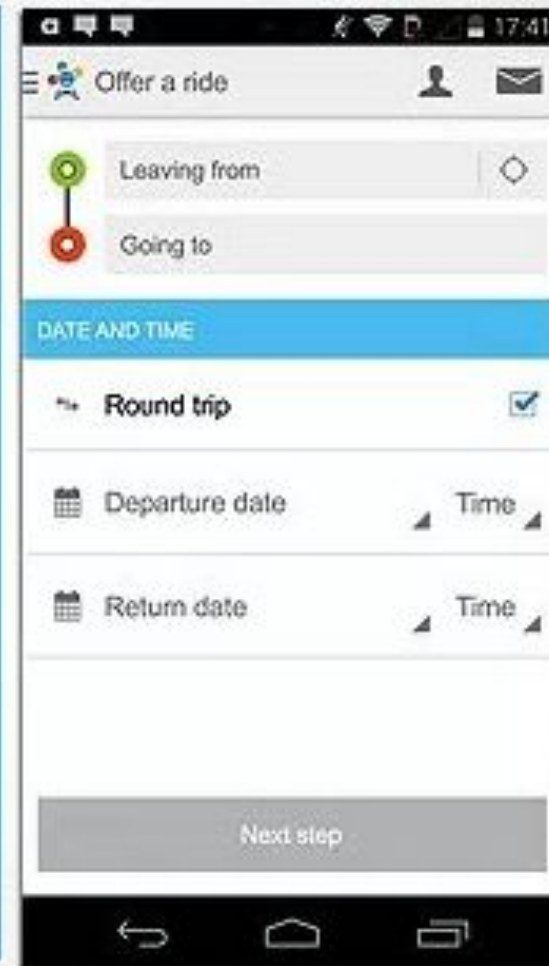 17:41
Offer a ride
Leaving from
Going to
DATE AND TIME
Round trip
Departure date Time
Return date Time
Next step